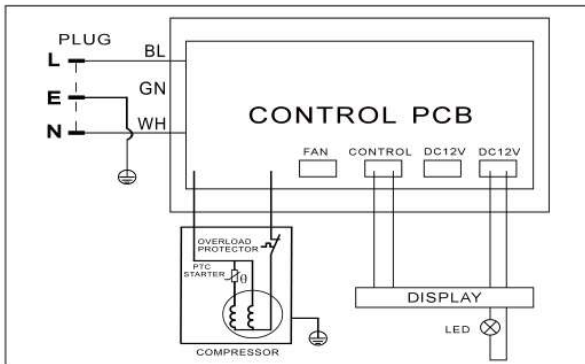 PLUG
L
BL
E
GN
N
WH
CONTROL PCB
FAN
CONTROL
DC12V
DC12V
OVERLOAD
PROTECTOR
PTC
STARTER
θ
COMPRESSOR
DISPLAY
LED